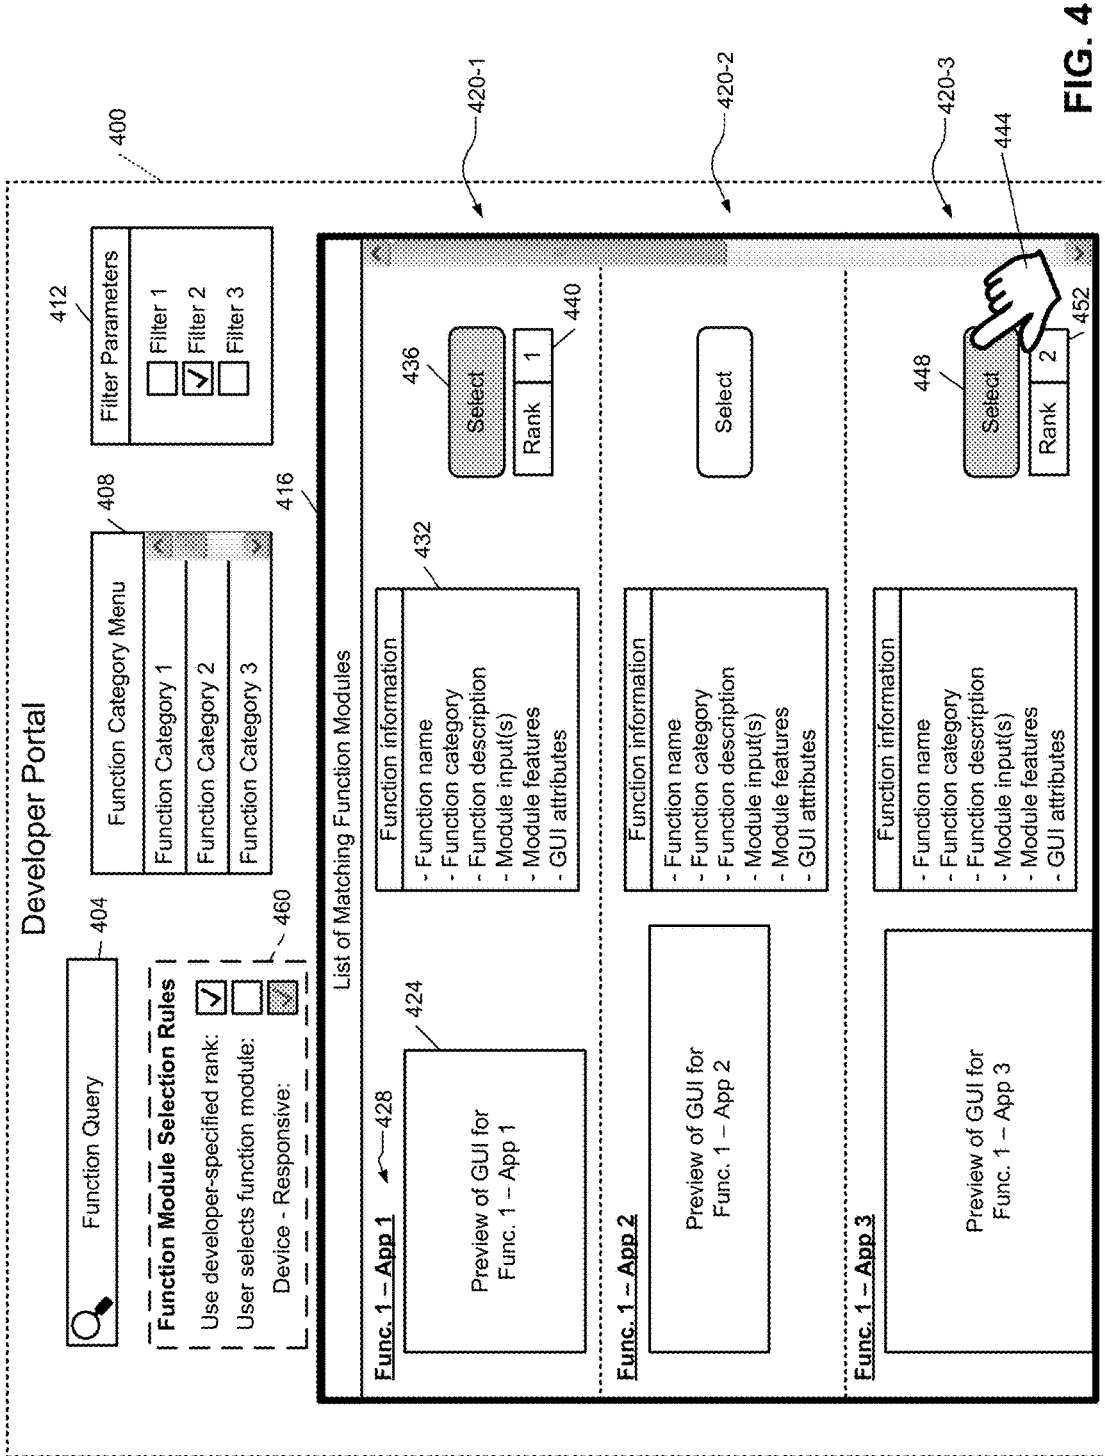 Developer Portal
400
404
Function Query
Function Module Selection Rules
Use developer-specified rank:
User selects function module:
Device - Responsive:
460
408
Function Category Menu
Function Category 1
Function Category 2
Function Category 3
412
Filter Parameters
Filter 1
Filter 2
Filter 3
416
List of Matching Function Modules
Func. 1 – App 1
428
424
Preview of GUI for
Func. 1 – App 1
432
Function information
- Function name
- Function category
- Function description
- Module input(s)
- Module features
- GUI attributes
436
Select
Rank 1
440
420-1
Func. 1 – App 2
Preview of GUI for
Func. 1 – App 2
Function information
- Function name
- Function category
- Function description
- Module input(s)
- Module features
- GUI attributes
Select
420-2
Func. 1 – App 3
Preview of GUI for
Func. 1 – App 3
Function information
- Function name
- Function category
- Function description
- Module input(s)
- Module features
- GUI attributes
448
Select
Rank 2
452
420-3
444
FIG. 4